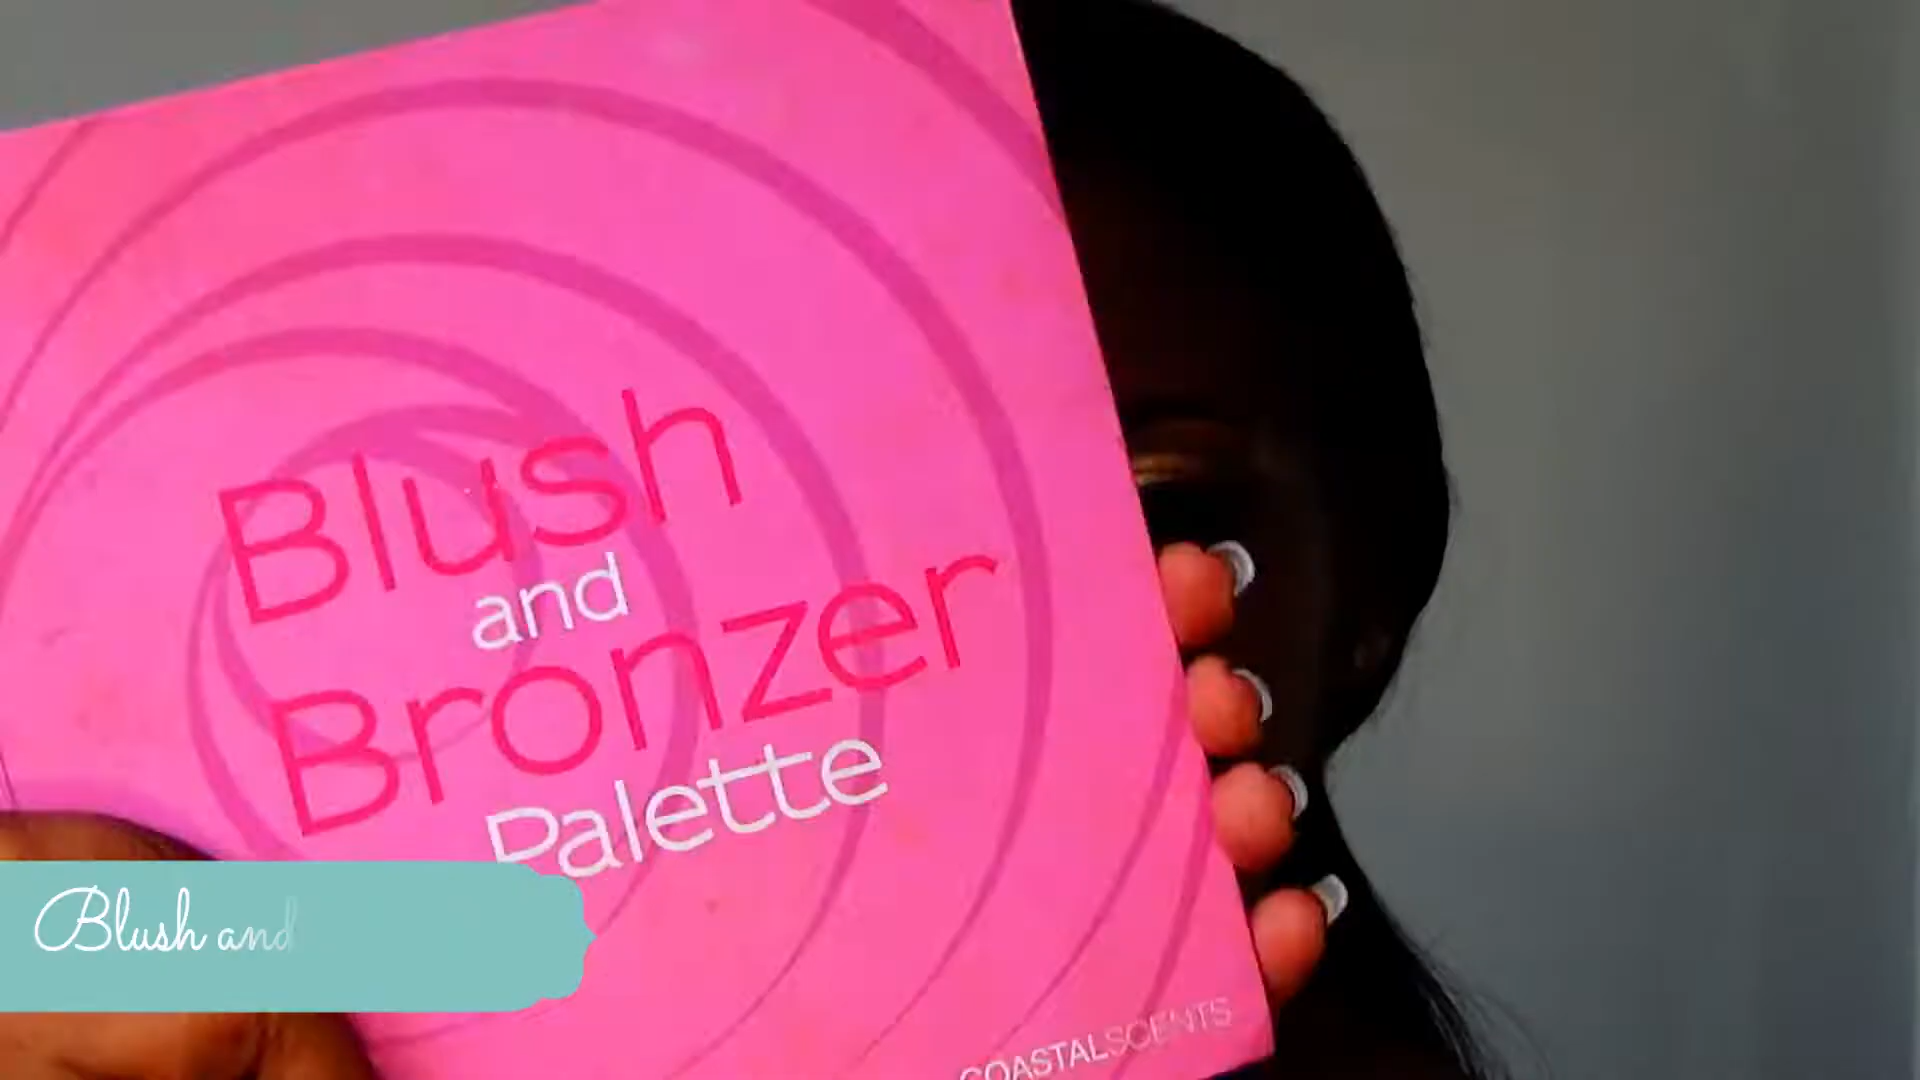 Blush
and
Bronzer
Palette
COASTALSCENTS
Blush and